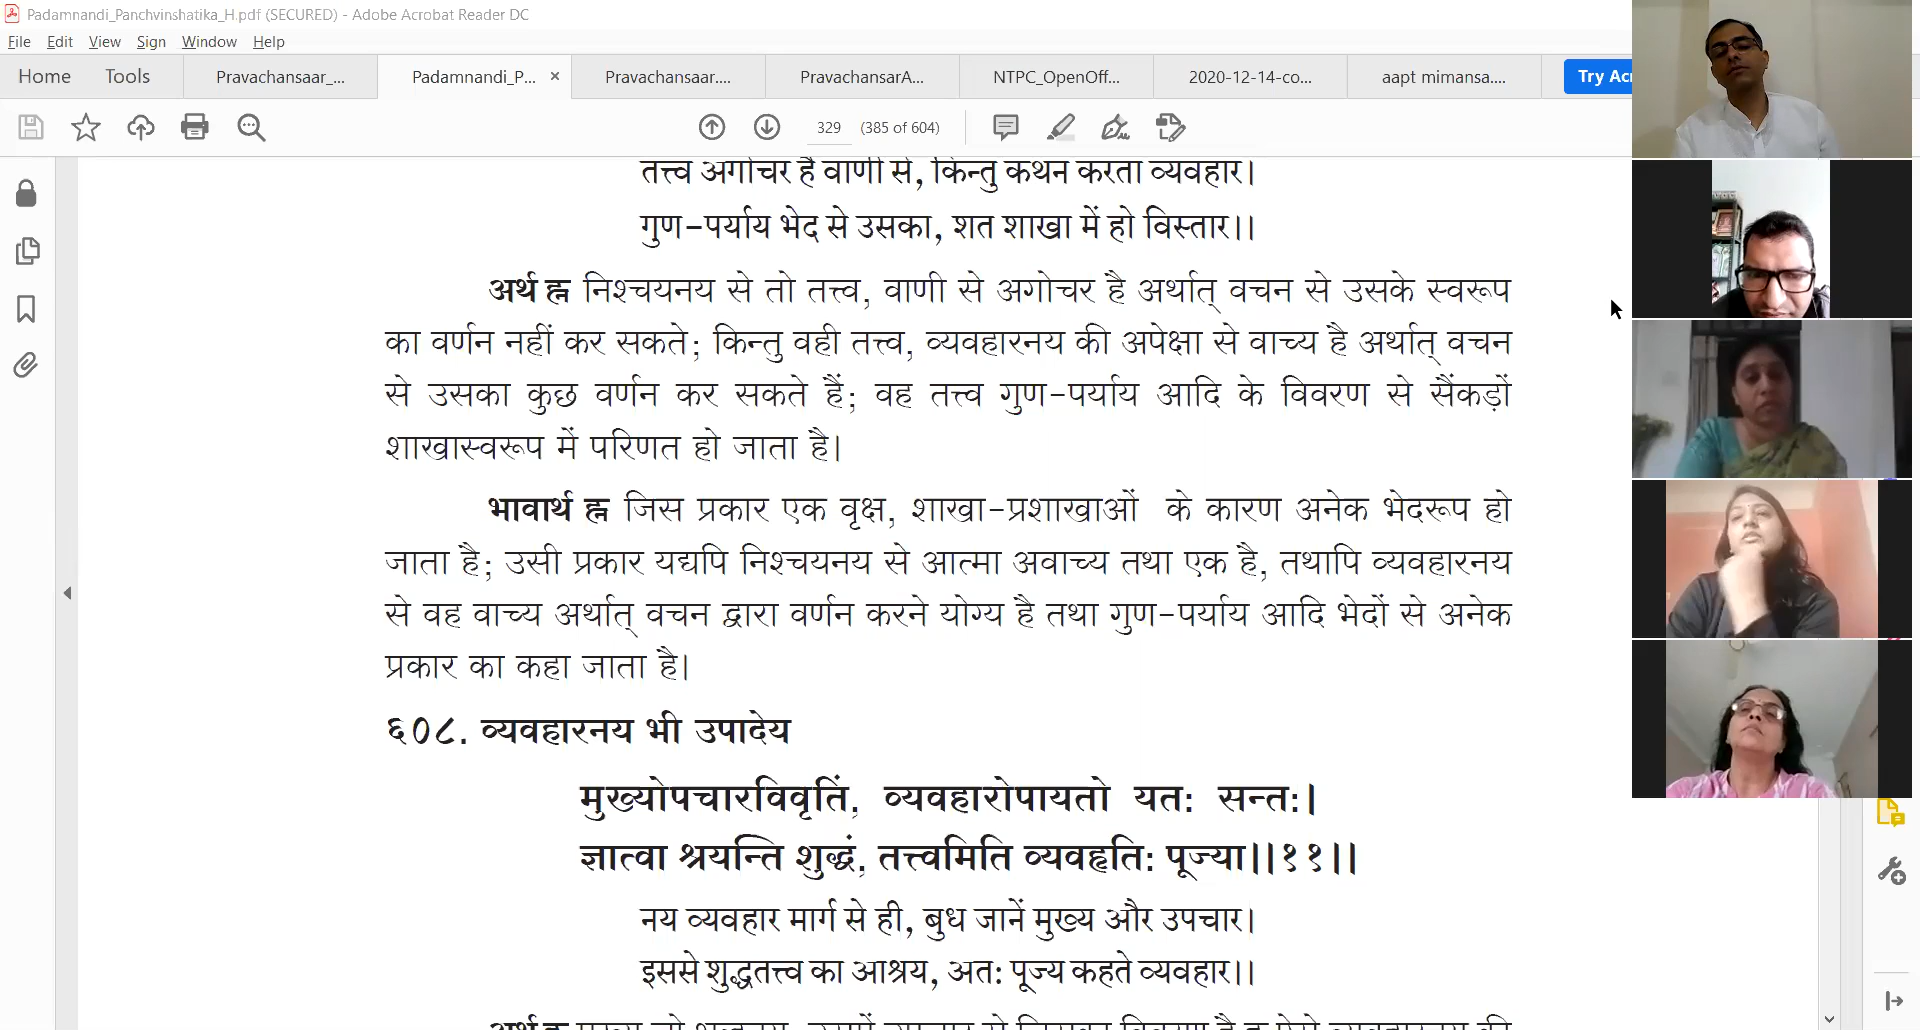 Padamnandi_Panchvinshatika_H.pdf (SECURED) - Adobe Acrobat Reader DC
File Edit View Sign Window Help
Home Tools Pravachansaar_... Padamnandi_P... × Pravachansaar.... PravachansarA... NTPC_OpenOff... 2020-12-14-co... aapt mimansa.... Try Acr
329 (385 of 604)
तत्त्व अगोचर है वाणी से, किन्तु कथन करता व्यवहार।
गुण-पर्याय भेद से उसका, शत शाखा में हो विस्तार।।
अर्थ ह्न निश्चयनय से तो तत्त्व, वाणी से अगोचर है अर्थात् वचन से उसके स्वरूप
का वर्णन नहीं कर सकते; किन्तु वही तत्त्व, व्यवहारनय की अपेक्षा से वाच्य है अर्थात् वचन
से उसका कुछ वर्णन कर सकते हैं; वह तत्त्व गुण-पर्याय आदि के विवरण से सैंकड़ों
शाखास्वरूप में परिणत हो जाता है।
भावार्थ ह्न जिस प्रकार एक वृक्ष, शाखा-प्रशाखाओं के कारण अनेक भेदरूप हो
जाता है; उसी प्रकार यद्यपि निश्चयनय से आत्मा अवाच्य तथा एक है, तथापि व्यवहारनय
से वह वाच्य अर्थात् वचन द्वारा वर्णन करने योग्य है तथा गुण-पर्याय आदि भेदों से अनेक
प्रकार का कहा जाता है।
६०८. व्यवहारनय भी उपादेय
मुख्योपचारविवृतिं, व्यवहारोपायतो यतः सन्तः।
ज्ञात्वा श्रयन्ति शुद्धं, तत्त्वमिति व्यवहृतिः पूज्या।।११।।
नय व्यवहार मार्ग से ही, बुध जानें मुख्य और उपचार।
इससे शुद्धतत्त्व का आश्रय, अतः पूज्य कहते व्यवहार।।